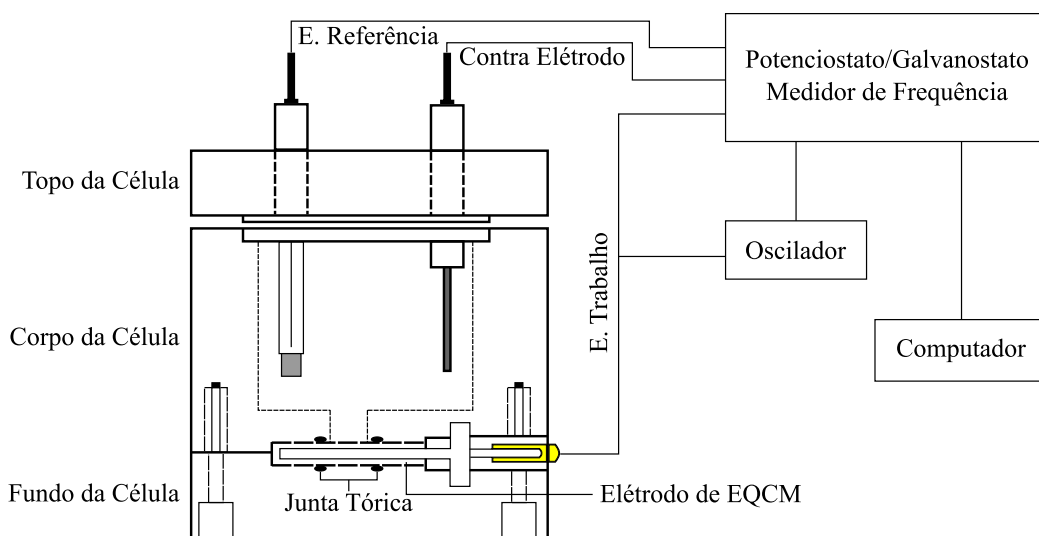 E. Referência
Contra Elétrodo
Potenciostato/Galvanostato
Medidor de Frequência
Topo da Célula
Oscilador
E. Trabalho
Corpo da Célula
Computador
Fundo da Célula
Junta Tórica
Elétrodo de EQCM